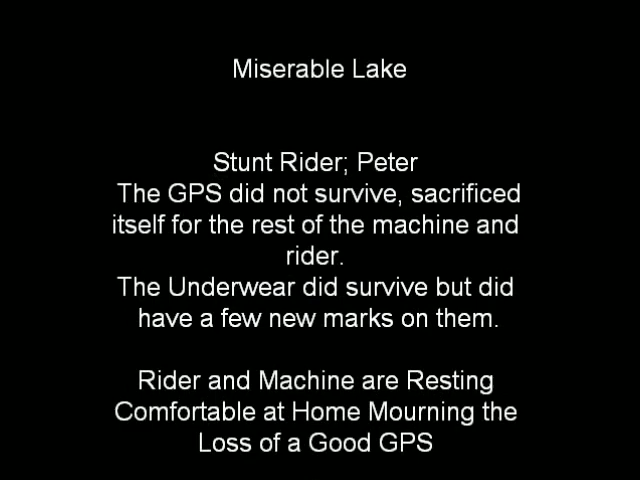 Miserable Lake
Stunt Rider; Peter
The GPS did not survive, sacrificed
itself for the rest of the machine and
rider.
The Underwear did survive but did
have a few new marks on them.
Rider and Machine are Resting
Comfortable at Home Mourning the
Loss of a Good GPS